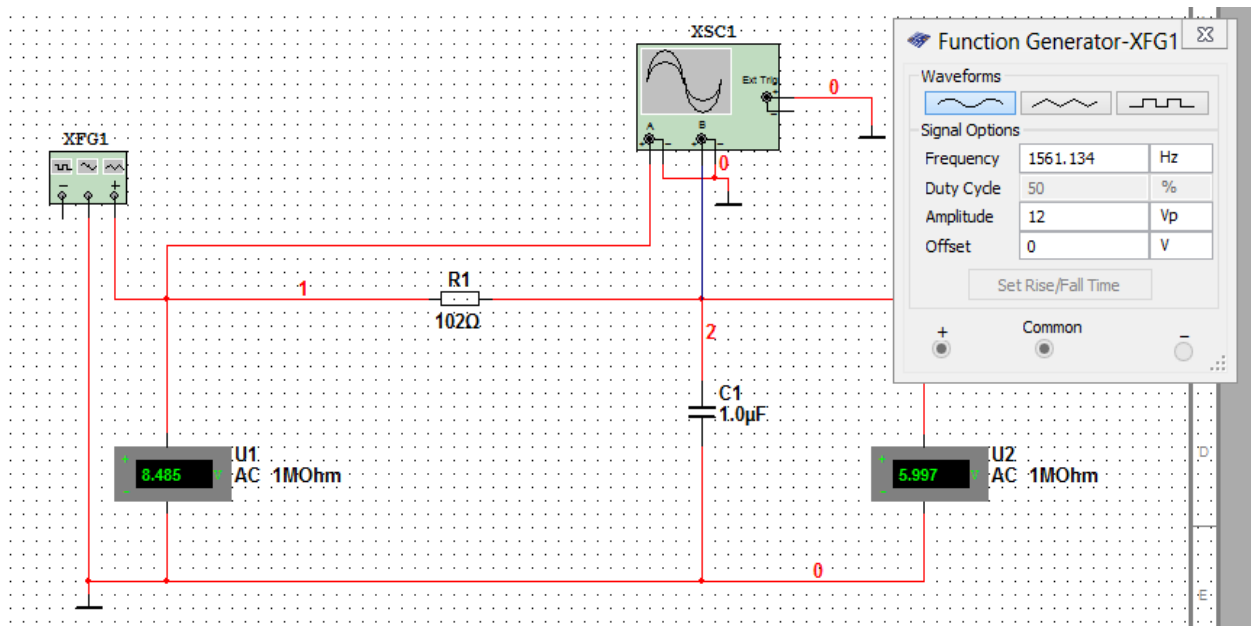 XSC1
Ext Trig
+
−
A
B
+ − + −
0
0
XFG1
− +
1
R1
102Ω
2
C1
1.0µF
+
−
8.485 V
U1
AC 1MOhm
+
−
5.997 V
U2
AC 1MOhm
0
D
E
Function Generator-XFG1
Waveforms
Signal Options
Frequency 1561.134 Hz
Duty Cycle 50 %
Amplitude 12 Vp
Offset 0 V
Set Rise/Fall Time
+ Common −